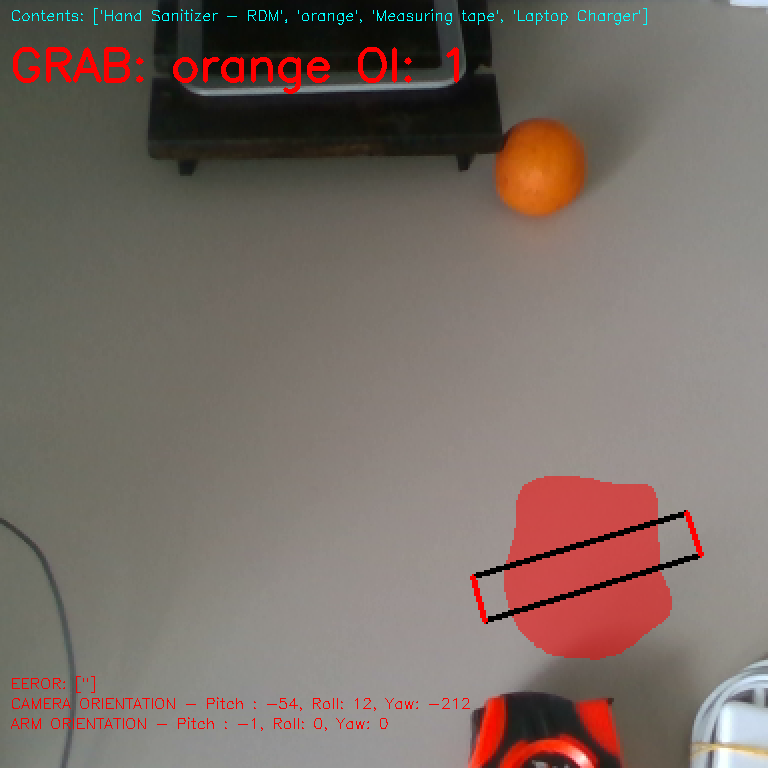 Contents: ['Hand Sanitizer – RDM', 'orange', 'Measuring tape', 'Laptop Charger']
GRAB: orange OI: 1
EEROR: ['']
CAMERA ORIENTATION – Pitch : −54, Roll: 12, Yaw: −212
ARM ORIENTATION – Pitch : −1, Roll: 0, Yaw: 0